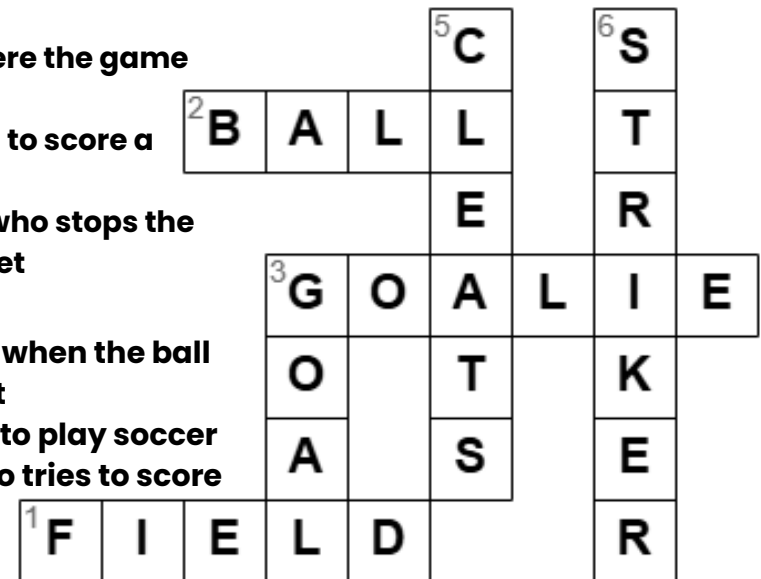 ere the game
to score a
who stops the
et
when the ball
t
to play soccer
o tries to score
5 C 6 S
2 B A L L T
E R
3 G O A L I E
O T K
A S E
1 F I E L D R